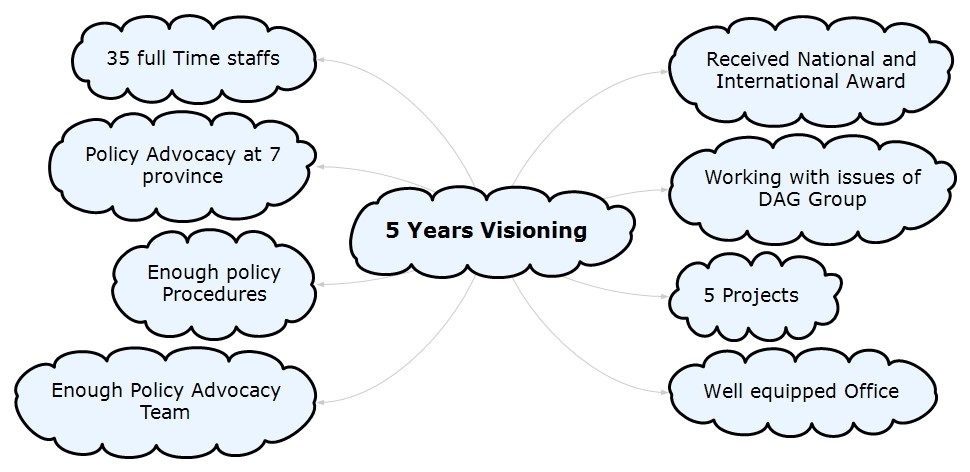 35 full Time staffs
Policy Advocacy at 7
province
Enough policy
Procedures
Enough Policy Advocacy
Team
5 Years Visioning
Received National and
International Award
Working with issues of
DAG Group
5 Projects
Well equipped Office